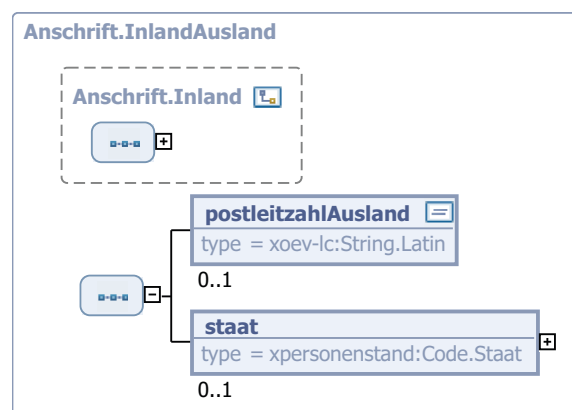 Anschrift.InlandAusland
Anschrift.Inland
postleitzahlAusland
type = xoev-lc:String.Latin
0..1
staat
type = xpersonenstand:Code.Staat
0..1